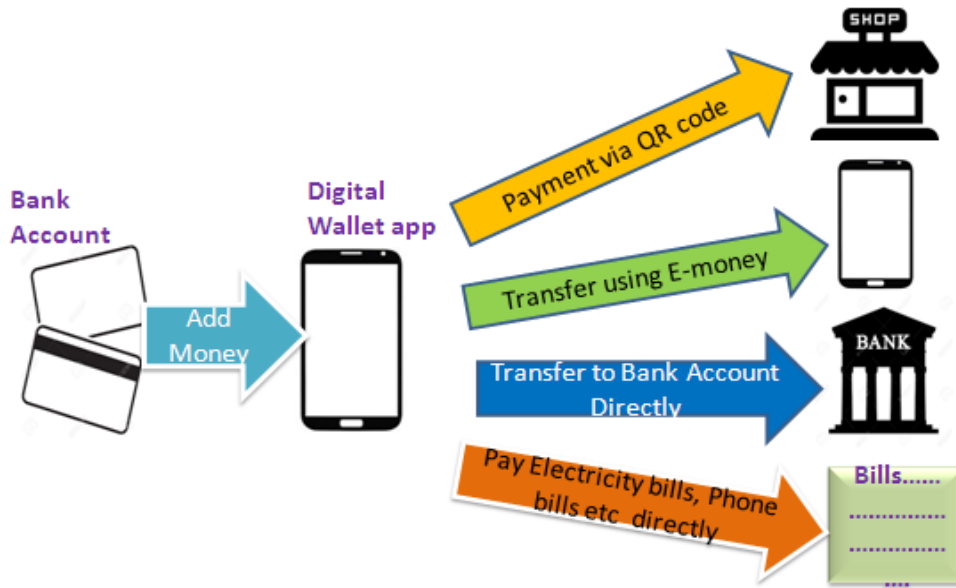 SHOP
Payment via QR code
Digital
Wallet app
Bank
Account
Transfer using E-money
Add
Money
BANK
Transfer to Bank Account
Directly
Pay Electricity bills, Phone
bills etc directly
Bills......
...............
...............
....